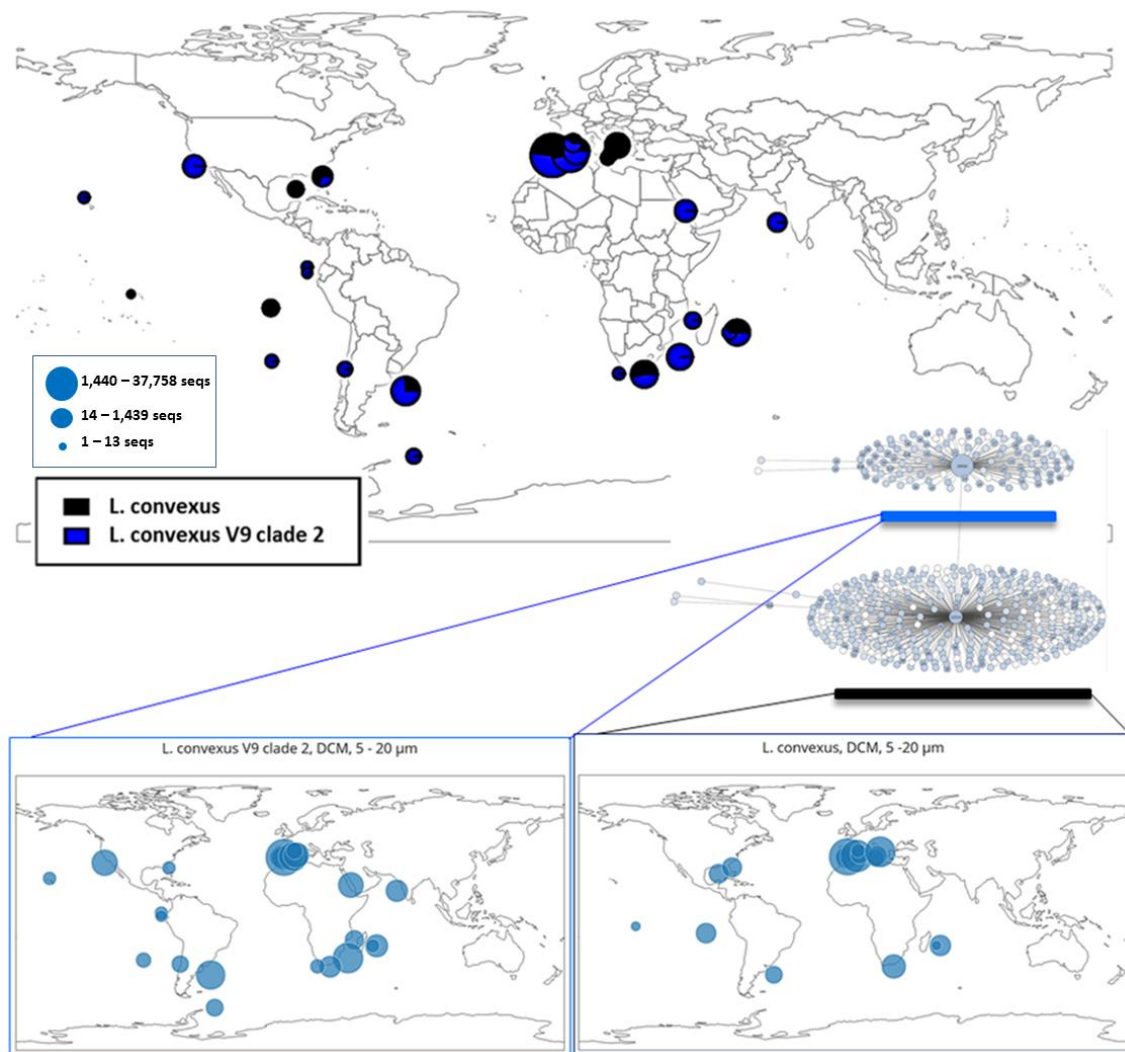 1,440 – 37,758 seqs
14 – 1,439 seqs
1 – 13 seqs
L. convexus
L. convexus V9 clade 2
L. convexus V9 clade 2, DCM, 5 - 20 µm
L. convexus, DCM, 5 -20 µm